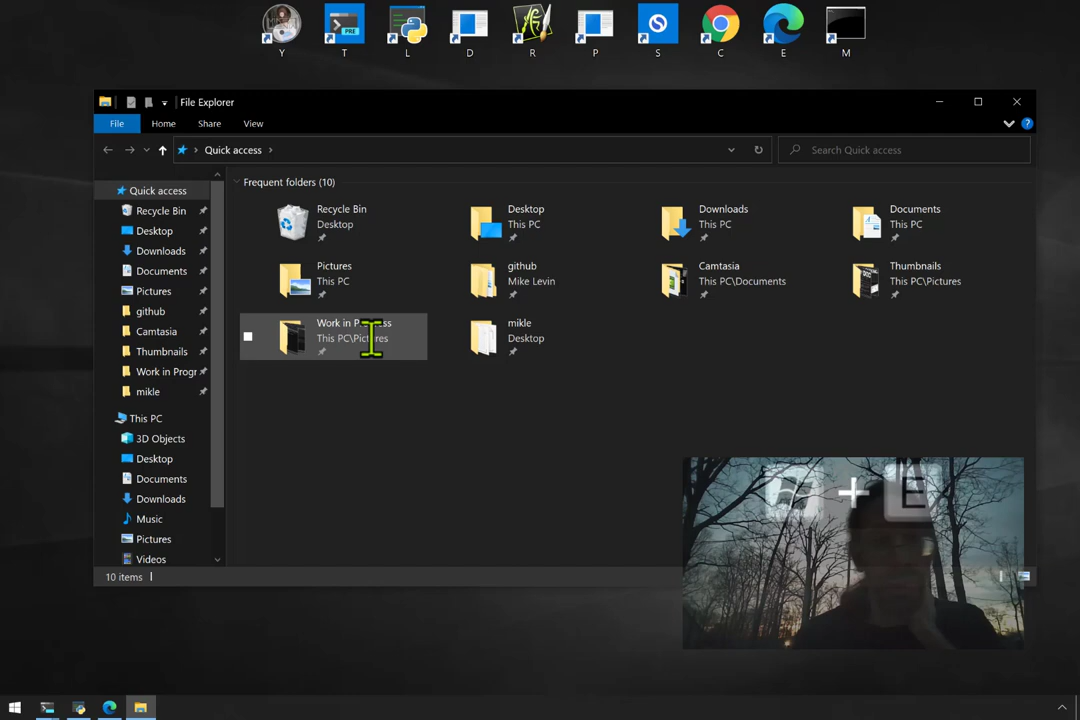 Y T L D R P S C E M
PRE
File Explorer
File Home Share View
Quick access
Search Quick access
Quick access
Recycle Bin
Desktop
Downloads
Documents
Pictures
github
Camtasia
Thumbnails
Work in Progr
mikle
This PC
3D Objects
Desktop
Documents
Downloads
Music
Pictures
Videos
Frequent folders (10)
Recycle Bin
Desktop
Desktop
This PC
Downloads
This PC
Documents
This PC
Pictures
This PC
github
Mike Levin
Camtasia
This PC\Documents
Thumbnails
This PC\Pictures
Work in Progress
This PC\Pictures
mikle
Desktop
10 items
+ E